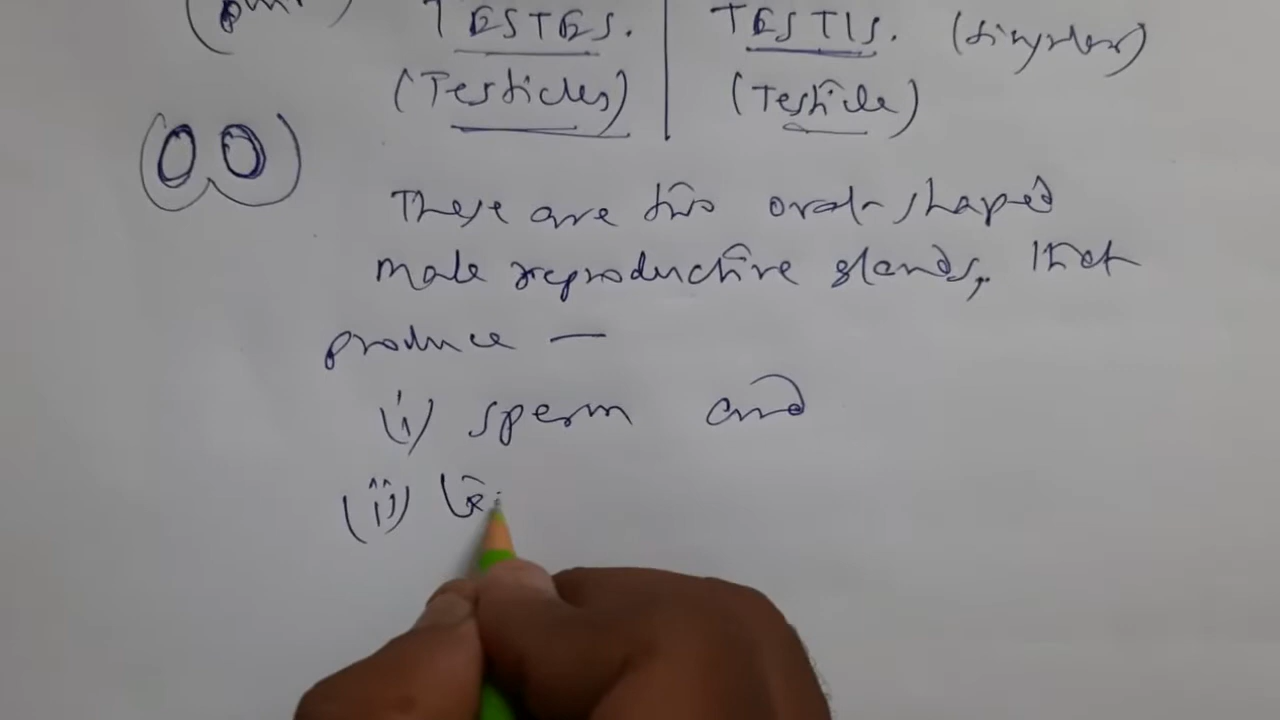 TESTES. TESTIS. (singular)
(Testicles) (Testicle)
These are two oval-shaped
male reproductive glands, that
produce —
(i) sperm and
(ii)